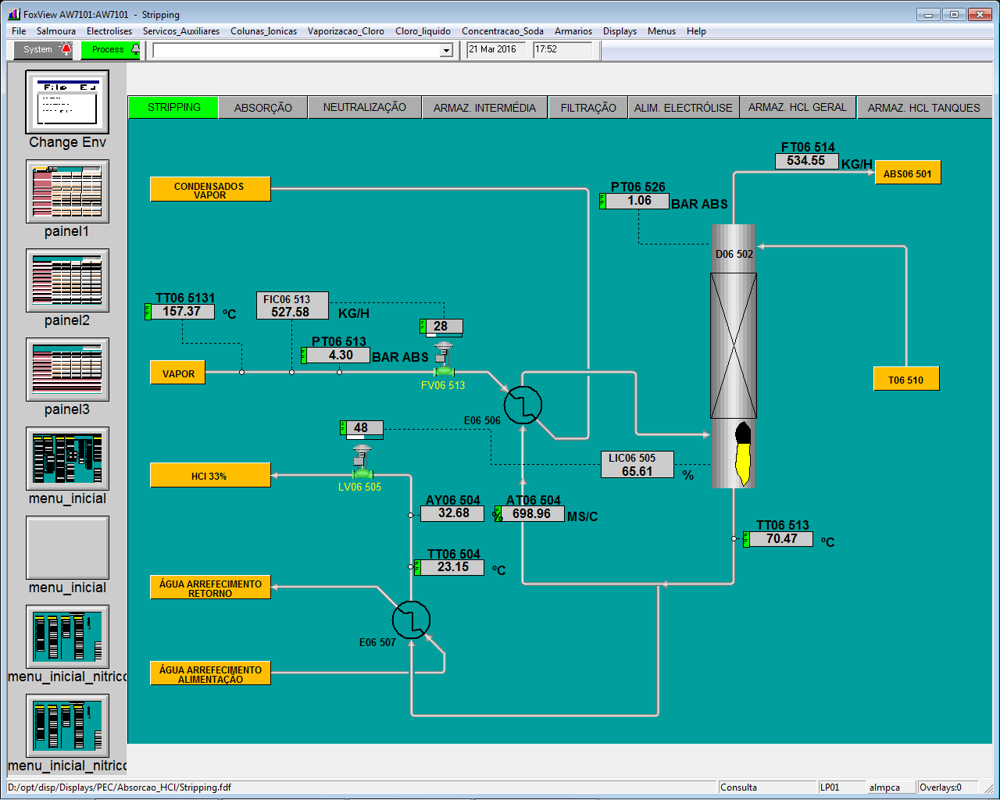 FoxView AW7101:AW7101 - Stripping
File Salmoura Electrolises Servicos_Auxiliares Colunas_Ionicas Vaporizacao_Cloro Cloro_liquido Concentracao_Soda Armarios Displays Menus Help
System Process 21 Mar 2016 17:52
Change Env
painel1
painel2
painel3
menu_inicial
menu_inicial
menu_inicial_nitrico
menu_inicial_nitrico
STRIPPING ABSORÇÃO NEUTRALIZAÇÃO ARMAZ. INTERMÉDIA FILTRAÇÃO ALIM. ELECTRÓLISE ARMAZ. HCL GERAL ARMAZ. HCL TANQUES
FT06 514
534.55 KG/H
ABS06 501
CONDENSADOS
VAPOR
PT06 526
1.06 BAR ABS
D06 502
TT06 5131
157.37 ºC
FIC06 513
527.58 KG/H
28
PT06 513
4.30 BAR ABS
VAPOR
FV06 513
T06 510
E06 506
48
LIC06 505
65.61 %
HCl 33%
LV06 505
AY06 504
32.68 %
AT06 504
698.96 MS/C
TT06 513
70.47 ºC
TT06 504
23.15 ºC
ÁGUA ARREFECIMENTO
RETORNO
E06 507
ÁGUA ARREFECIMENTO
ALIMENTAÇÃO
D:/opt/disp/Displays/PEC/Absorcao_HCl/Stripping.fdf Consulta LP01 almpca Overlays:0